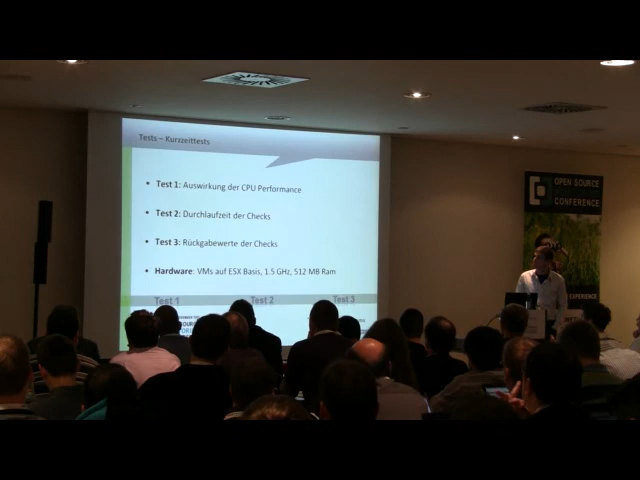 Tests – Kurzzeittests
• Test 1: Auswirkung der CPU Performance
• Test 2: Durchlaufzeit der Checks
• Test 3: Rückgabewerte der Checks
• Hardware: VMs auf ESX Basis, 1.5 GHz, 512 MB Ram
Test 1 Test 2 Test 3
OPEN SOURCE
CONFERENCE
EXPERIENCE